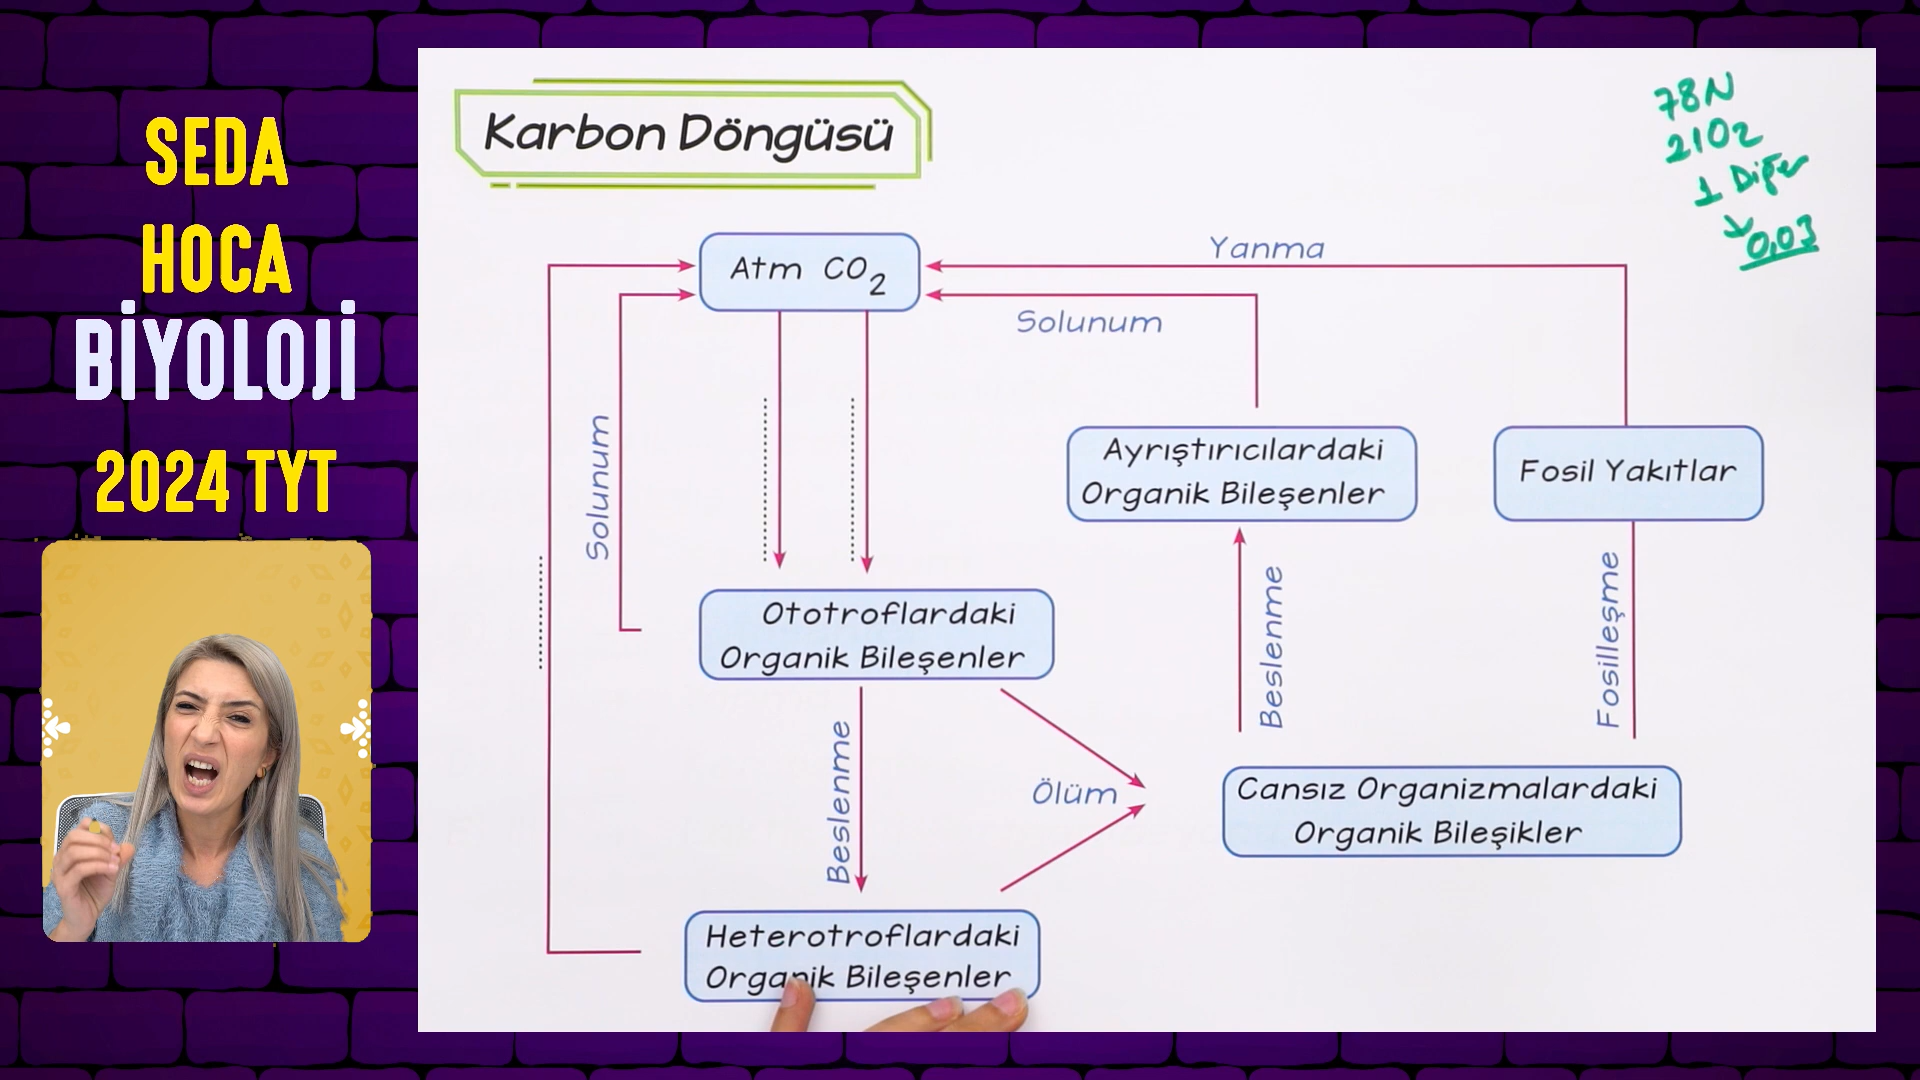 SEDA
HOCA
BİYOLOJİ
2024 TYT
Karbon Döngüsü
78N
21O2
1 Diğer
0,03
Atm CO2
Yanma
Solunum
Solunum
Ayrıştırıcılardaki
Organik Bileşenler
Fosil Yakıtlar
Ototroflardaki
Organik Bileşenler
Beslenme
Fosilleşme
Beslenme
Ölüm
Cansız Organizmalardaki
Organik Bileşikler
Heterotroflardaki
Organik Bileşenler